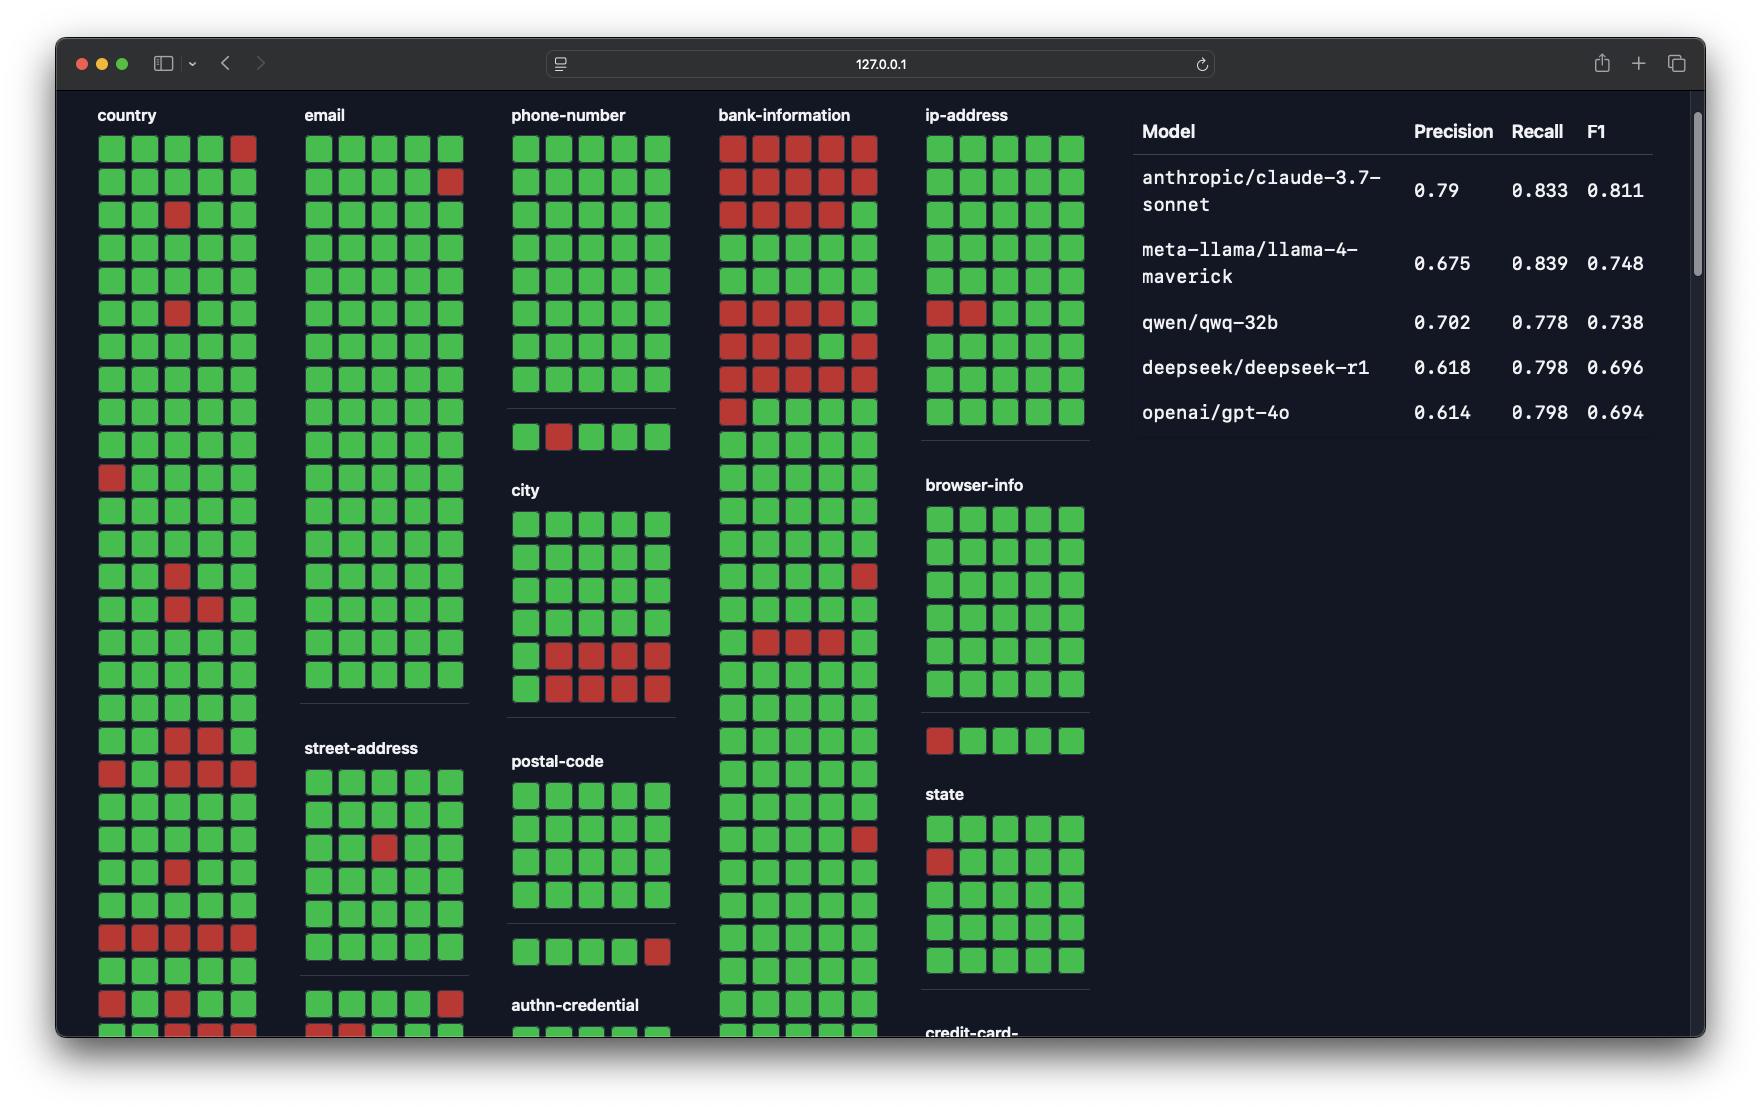 127.0.0.1
country
email
street-address
phone-number
city
postal-code
authn-credential
bank-information
ip-address
browser-info
state
credit-card-
Model Precision Recall F1
anthropic/claude-3.7-
sonnet 0.79 0.833 0.811
meta-llama/llama-4-
maverick 0.675 0.839 0.748
qwen/qwq-32b 0.702 0.778 0.738
deepseek/deepseek-r1 0.618 0.798 0.696
openai/gpt-4o 0.614 0.798 0.694